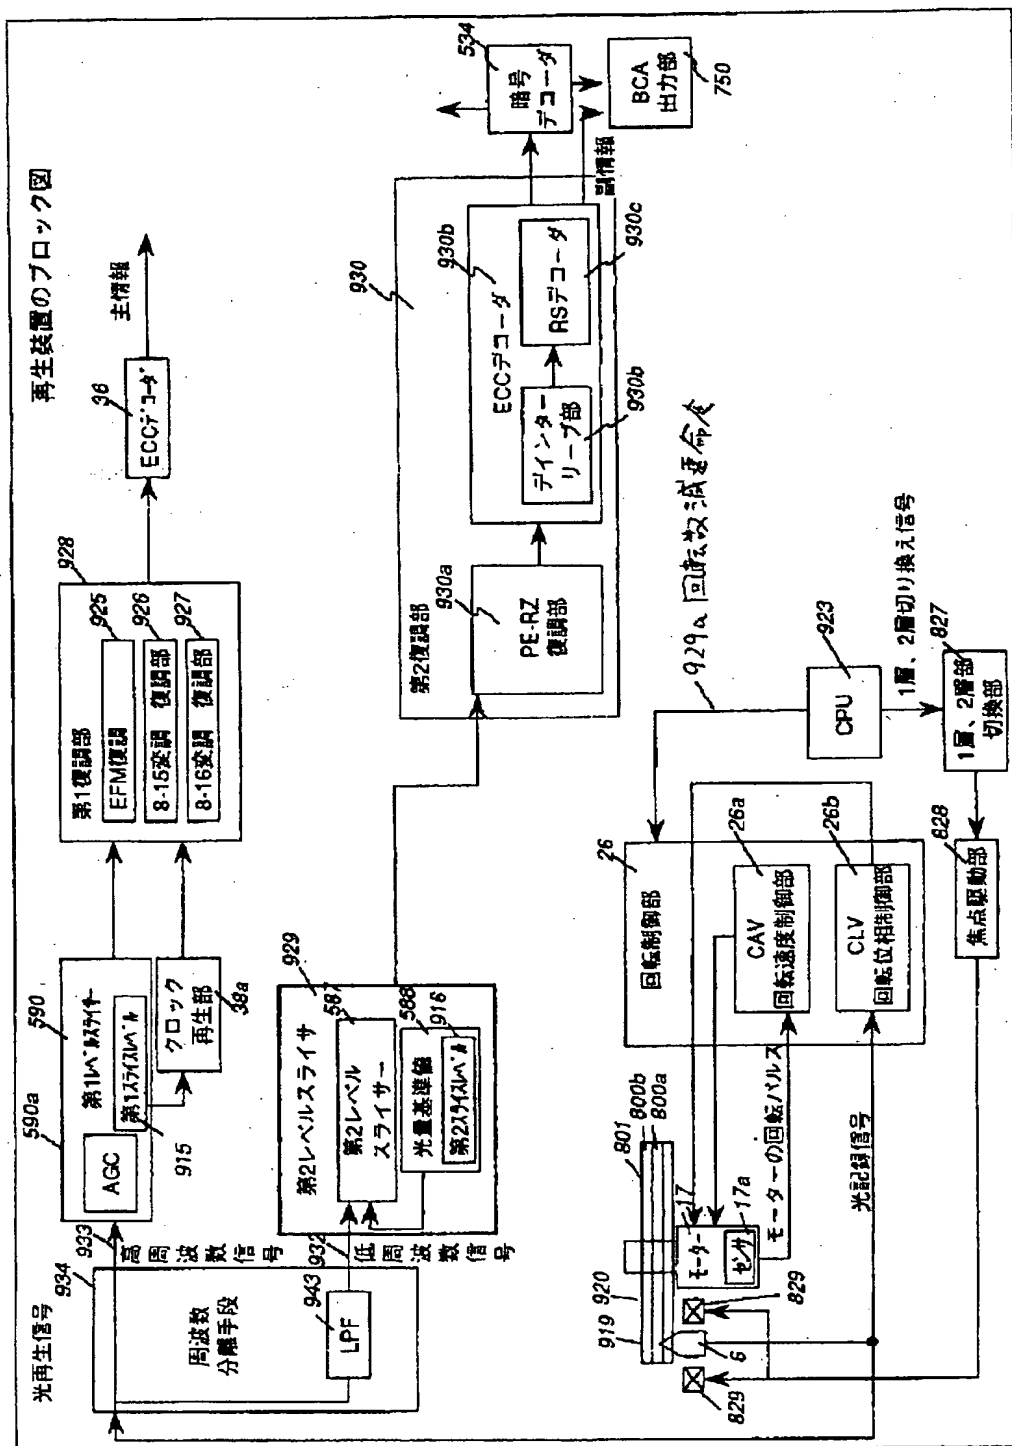 再生装置のブロック図
光再生信号
934
周波数
分離手段
943
LPF
933
高周波数信号
932
低周波数信号
590a
590
第1レベルスライサー
AGC
第1スライスレベル
915
クロック
再生部
38a
928
第1復調部
925
EFM復調
926
8-15変調 復調部
927
8-16変調 復調部
36
ECCデコーダ
主情報
929
第2レベルスライサ
587
第2レベル
スライサー
588
光量基準値
916
第2スライスレベル
930
第2復調部
930a
PE-RZ
復調部
930b
ECCデコーダ
デインター
リーブ部
930b
RSデコーダ
930c
副情報
534
暗号
デコーダ
BCA
出力部
750
929a 回転数減速命令
919
920
801
800b
800a
17
モーター
17a
センサ
829
829
6
モーターの回転パルス
光記録信号
26
回転制御部
26a
CAV
回転速度制御部
26b
CLV
回転位相制御部
CPU
923
1層、2層切り換え信号
827
1層、2層部
切換部
828
焦点駆動部